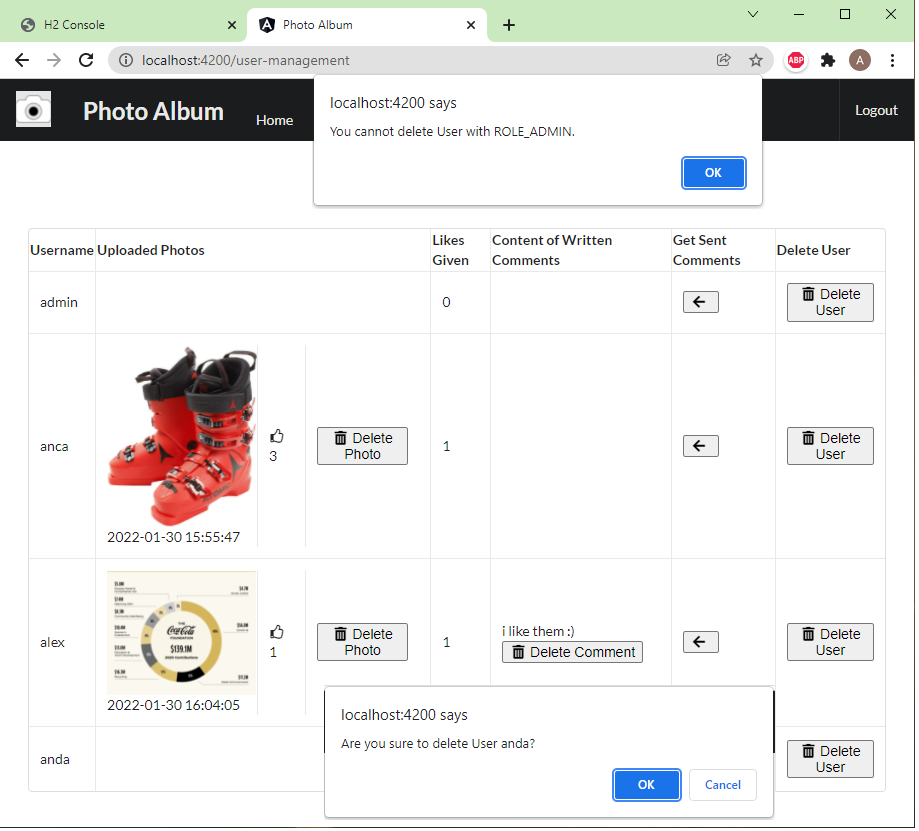 H2 Console
Photo Album
localhost:4200/user-management
ABP
A
Photo Album
Home
Logout
localhost:4200 says
You cannot delete User with ROLE_ADMIN.
OK
Username
Uploaded Photos
Likes
Given
Content of Written
Comments
Get Sent
Comments
Delete User
admin
0
Delete
User
anca
2022-01-30 15:55:47
3
Delete
Photo
1
Delete
User
alex
THE
Coca-Cola
FOUNDATION
$139.1M
2022-01-30 16:04:05
1
Delete
Photo
1
i like them :)
Delete Comment
Delete
User
anda
localhost:4200 says
Are you sure to delete User anda?
OK
Cancel
Delete
User